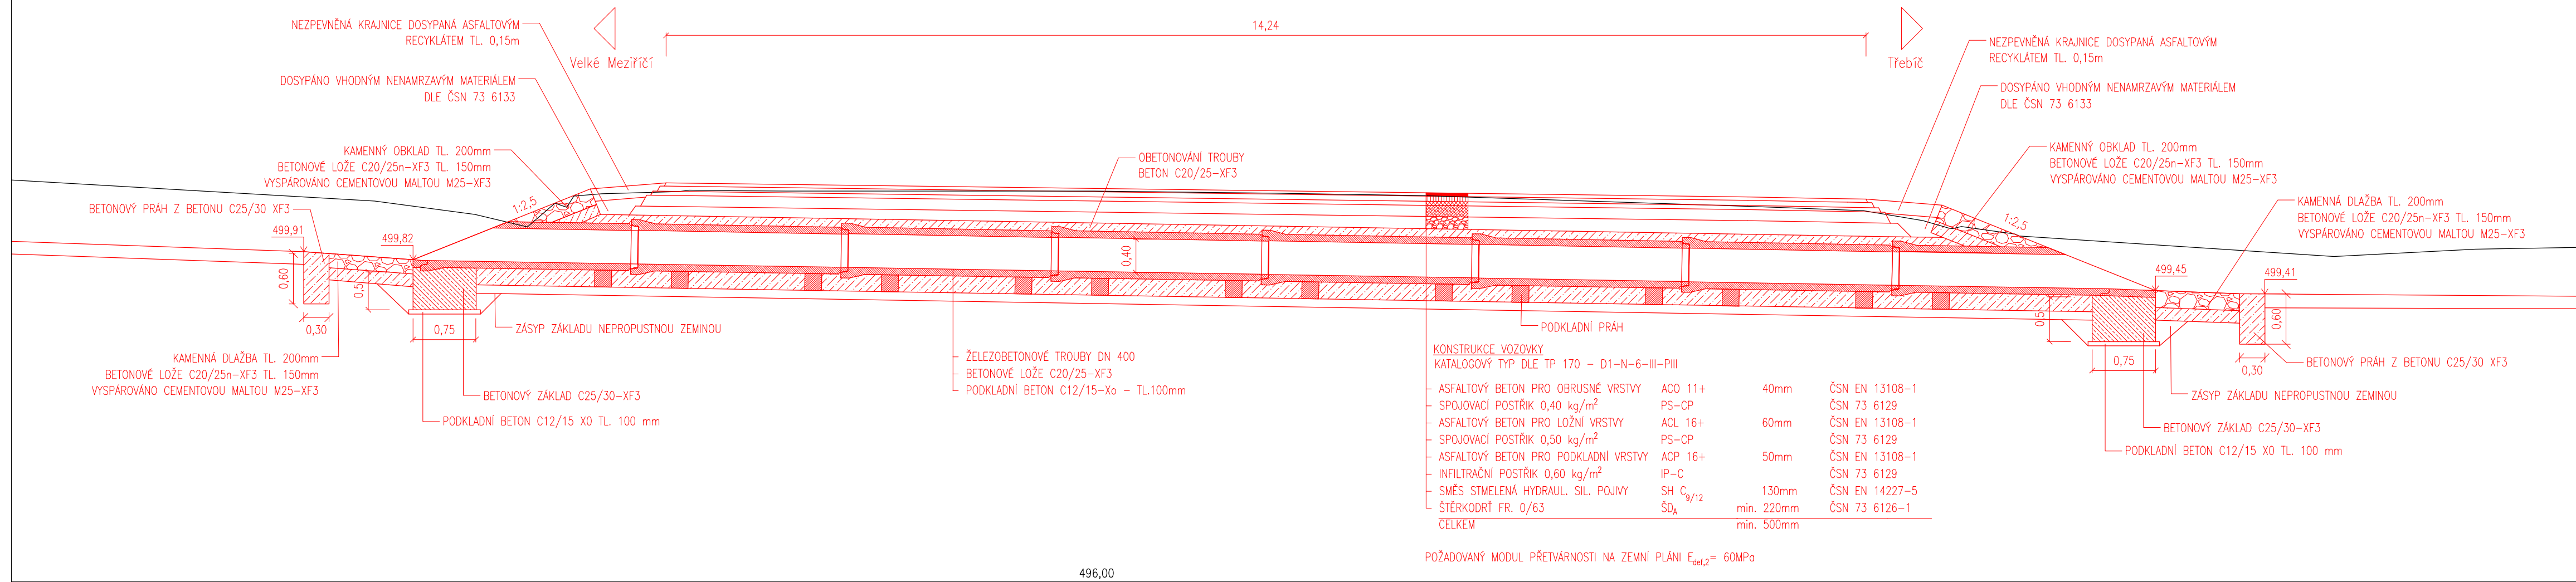 NEZPEVNĚNÁ KRAJNICE DOSYPANÁ ASFALTOVÝM
RECYKLÁTEM TL. 0,15m
Velké Meziříčí
14,24
Třebíč
NEZPEVNĚNÁ KRAJNICE DOSYPANÁ ASFALTOVÝM
RECYKLÁTEM TL. 0,15m
DOSYPÁNO VHODNÝM NENAMRZAVÝM MATERIÁLEM
DLE ČSN 73 6133
DOSYPÁNO VHODNÝM NENAMRZAVÝM MATERIÁLEM
DLE ČSN 73 6133
KAMENNÝ OBKLAD TL. 200mm
BETONOVÉ LOŽE C20/25n-XF3 TL. 150mm
VYSPÁROVÁNO CEMENTOVOU MALTOU M25-XF3
OBETONOVÁNÍ TROUBY
BETON C20/25-XF3
KAMENNÝ OBKLAD TL. 200mm
BETONOVÉ LOŽE C20/25n-XF3 TL. 150mm
VYSPÁROVÁNO CEMENTOVOU MALTOU M25-XF3
BETONOVÝ PRÁH Z BETONU C25/30 XF3
1:2,5
1:2,5
KAMENNÁ DLAŽBA TL. 200mm
BETONOVÉ LOŽE C20/25n-XF3 TL. 150mm
VYSPÁROVÁNO CEMENTOVOU MALTOU M25-XF3
499,91
499,82
0,40
499,45
499,41
0,60
0,5
0,30
0,75
ZÁSYP ZÁKLADU NEPROPUSTNOU ZEMINOU
PODKLADNÍ PRÁH
0,5
0,60
0,75
0,30
KAMENNÁ DLAŽBA TL. 200mm
BETONOVÉ LOŽE C20/25n-XF3 TL. 150mm
VYSPÁROVÁNO CEMENTOVOU MALTOU M25-XF3
BETONOVÝ ZÁKLAD C25/30-XF3
PODKLADNÍ BETON C12/15 X0 TL. 100 mm
ŽELEZOBETONOVÉ TROUBY DN 400
BETONOVÉ LOŽE C20/25-XF3
PODKLADNÍ BETON C12/15-Xo - TL.100mm
BETONOVÝ PRÁH Z BETONU C25/30 XF3
ZÁSYP ZÁKLADU NEPROPUSTNOU ZEMINOU
BETONOVÝ ZÁKLAD C25/30-XF3
PODKLADNÍ BETON C12/15 X0 TL. 100 mm
KONSTRUKCE VOZOVKY
KATALOGOVÝ TYP DLE TP 170 - D1-N-6-III-PIII
ASFALTOVÝ BETON PRO OBRUSNÉ VRSTVY ACO 11+ 40mm ČSN EN 13108-1
SPOJOVACÍ POSTŘIK 0,40 kg/m² PS-CP ČSN 73 6129
ASFALTOVÝ BETON PRO LOŽNÍ VRSTVY ACL 16+ 60mm ČSN EN 13108-1
SPOJOVACÍ POSTŘIK 0,50 kg/m² PS-CP ČSN 73 6129
ASFALTOVÝ BETON PRO PODKLADNÍ VRSTVY ACP 16+ 50mm ČSN EN 13108-1
INFILTRAČNÍ POSTŘIK 0,60 kg/m² IP-C ČSN 73 6129
SMĚS STMELENÁ HYDRAUL. SIL. POJIVY SH C9/12 130mm ČSN EN 14227-5
ŠTĚRKODRŤ FR. 0/63 ŠDA min. 220mm ČSN 73 6126-1
CELKEM min. 500mm
POŽADOVANÝ MODUL PŘETVÁRNOSTI NA ZEMNÍ PLÁNI Edef,2= 60MPa
496,00